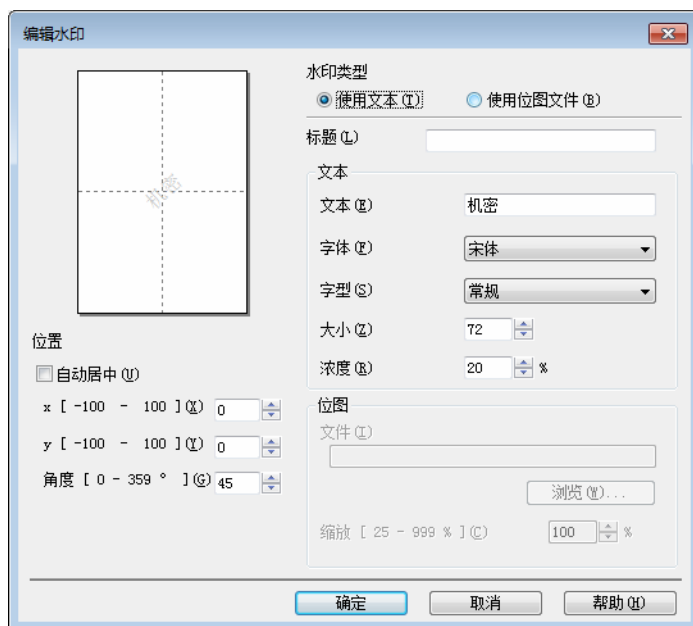 编辑水印
机密
位置
自动居中(U)
x [ -100 - 100 ](X) 0
y [ -100 - 100 ](Y) 0
角度 [ 0 - 359 ° ](G) 45
水印类型
使用文本(T) 使用位图文件(B)
标题(L)
文本
文本(E) 机密
字体(F) 宋体
字型(S) 常规
大小(Z) 72
浓度(R) 20 %
位图
文件(I)
浏览(W)...
缩放 [ 25 - 999 % ](C) 100 %
确定 取消 帮助(H)